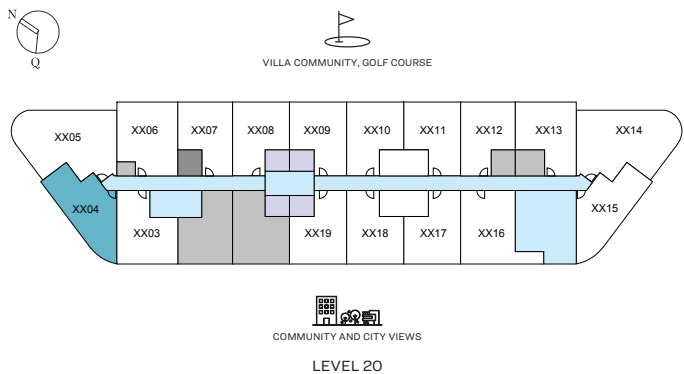 N
Q
VILLA COMMUNITY, GOLF COURSE
XX05
XX06
XX07
XX08
XX09
XX10
XX11
XX12
XX13
XX14
XX04
XX03
XX19
XX18
XX17
XX16
XX15
COMMUNITY AND CITY VIEWS
LEVEL 20